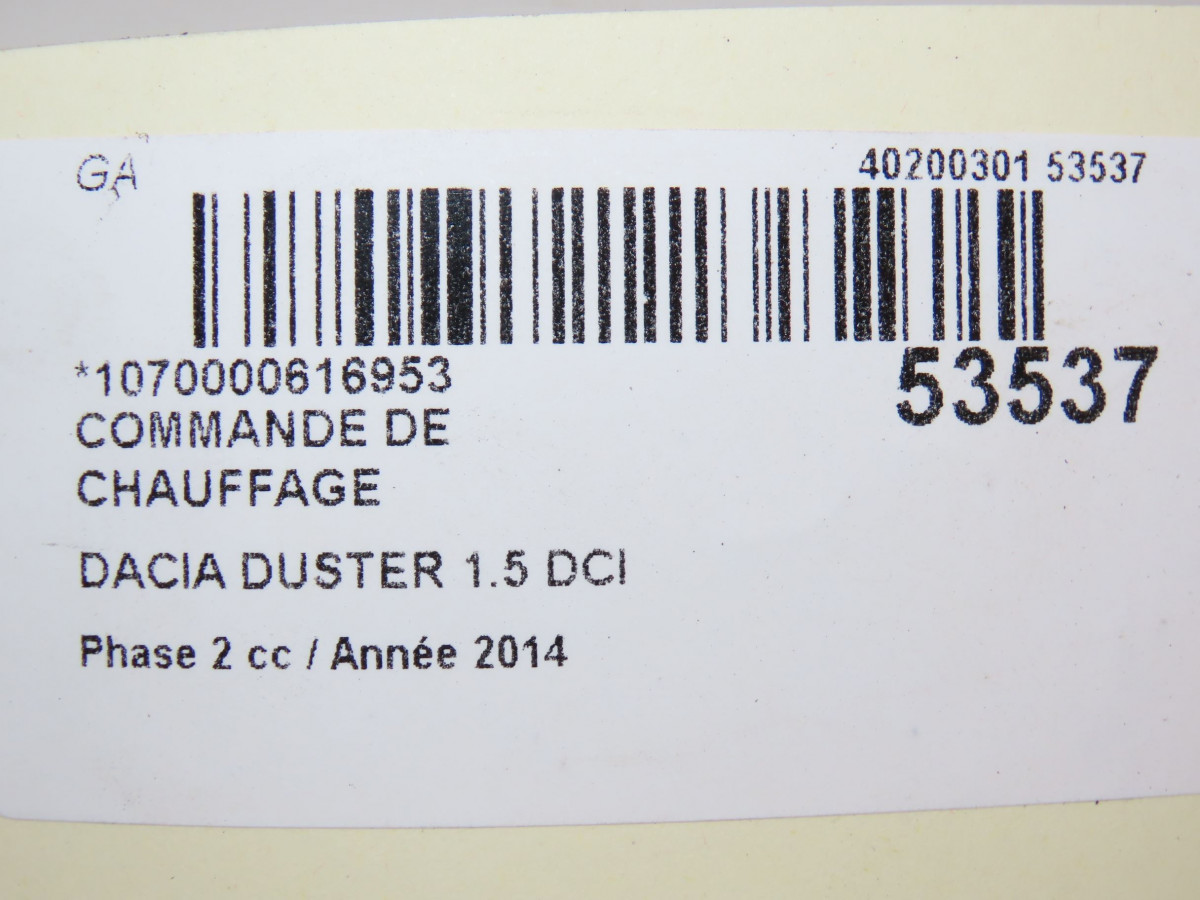 GA
40200301 53537
*1070000616953
53537
COMMANDE DE
CHAUFFAGE
DACIA DUSTER 1.5 DCI
Phase 2 cc / Année 2014